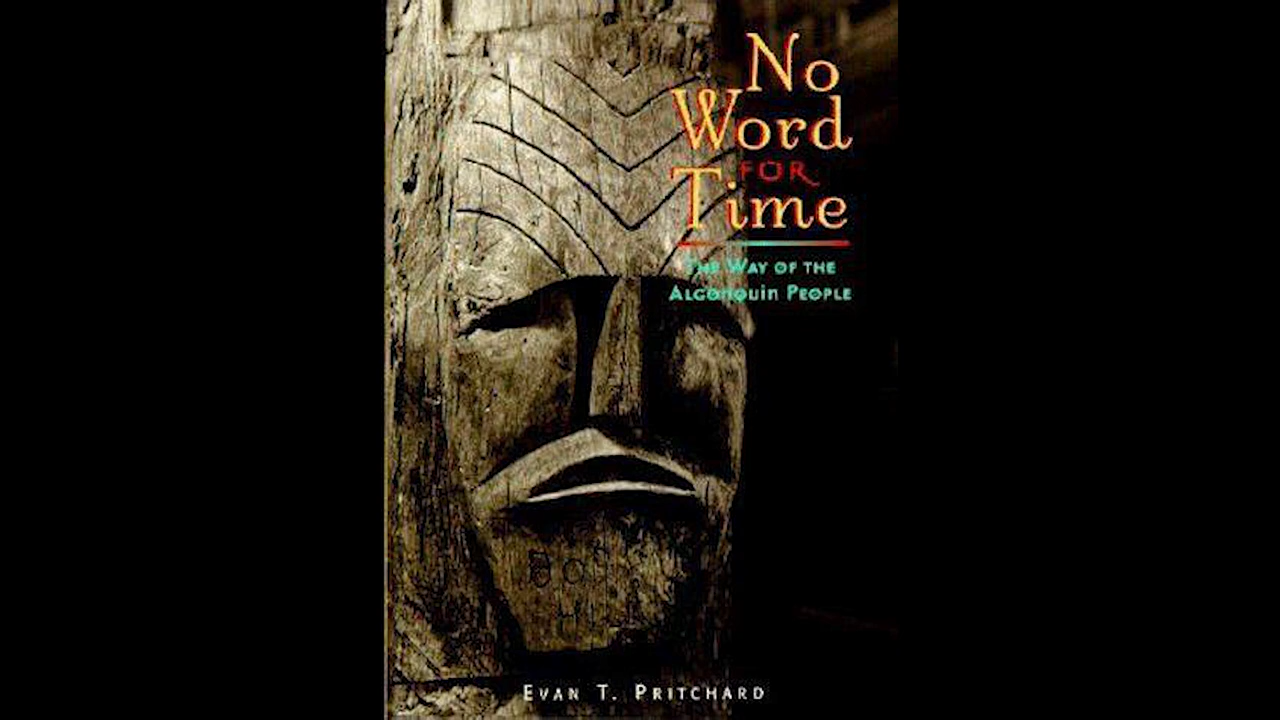 No
Word
FOR
Time
THE WAY OF THE
ALGONQUIN PEOPLE
EVAN T. PRITCHARD